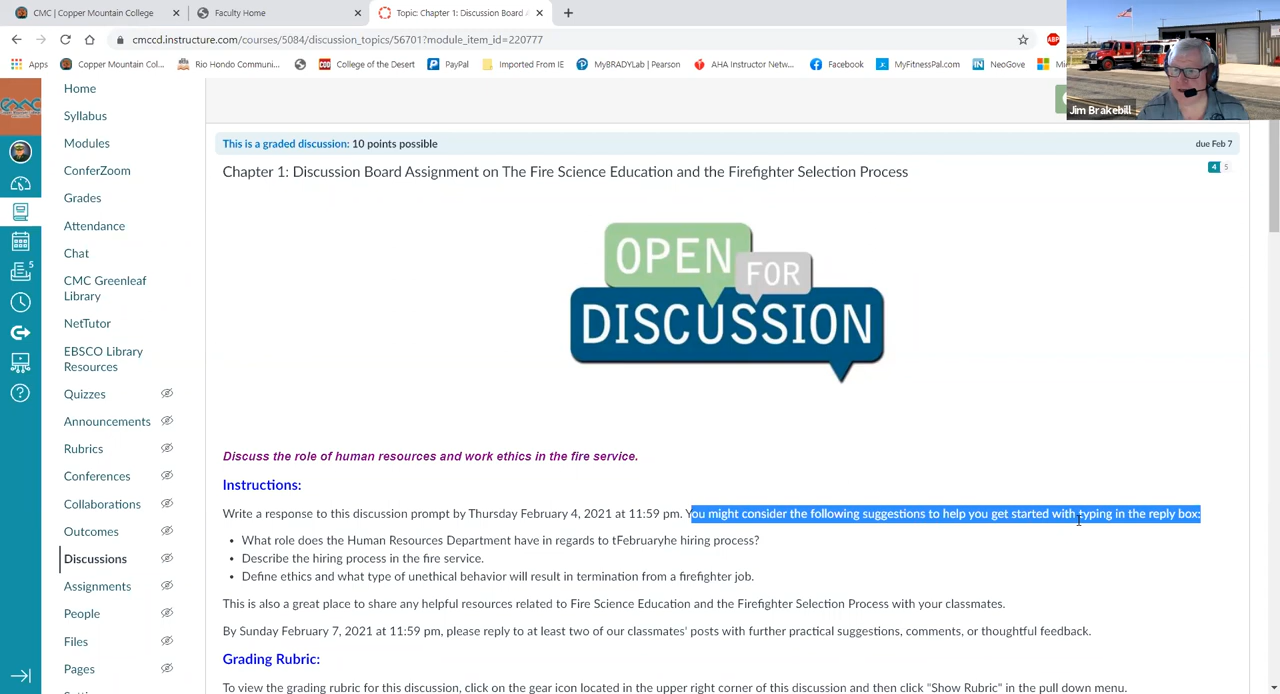 CMC | Copper Mountain College
Faculty Home
Topic: Chapter 1: Discussion Board A
cmccd.instructure.com/courses/5084/discussion_topics/56701?module_item_id=220777
ABP
Apps
Copper Mountain Col...
Rio Hondo Communi...
COD
College of the Desert
PayPal
Imported From IE
MyBRADYLab | Pearson
AHA Instructor Netw...
Facebook
MyFitnessPal.com
NeoGove
Jim Brakebill
CMC
Home
Syllabus
Modules
ConferZoom
Grades
Attendance
Chat
CMC Greenleaf
Library
NetTutor
EBSCO Library
Resources
Quizzes
Announcements
Rubrics
Conferences
Collaborations
Outcomes
Discussions
Assignments
People
Files
Pages
5
This is a graded discussion: 10 points possible
due Feb 7
Chapter 1: Discussion Board Assignment on The Fire Science Education and the Firefighter Selection Process
4 5
OPEN
FOR
DISCUSSION
Discuss the role of human resources and work ethics in the fire service.
Instructions:
Write a response to this discussion prompt by Thursday February 4, 2021 at 11:59 pm. You might consider the following suggestions to help you get started with typing in the reply box:
• What role does the Human Resources Department have in regards to tFebruaryhe hiring process?
• Describe the hiring process in the fire service.
• Define ethics and what type of unethical behavior will result in termination from a firefighter job.
This is also a great place to share any helpful resources related to Fire Science Education and the Firefighter Selection Process with your classmates.
By Sunday February 7, 2021 at 11:59 pm, please reply to at least two of our classmates' posts with further practical suggestions, comments, or thoughtful feedback.
Grading Rubric:
To view the grading rubric for this discussion, click on the gear icon located in the upper right corner of this discussion and then click "Show Rubric" in the pull down menu.